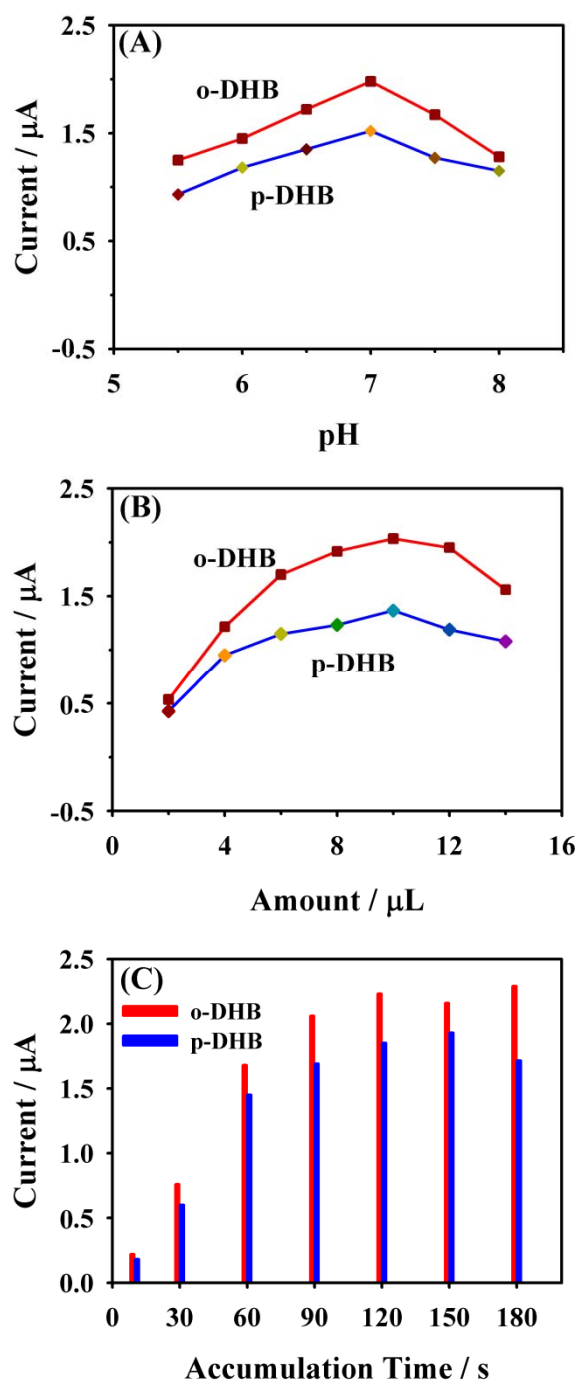 (A)
2.5
1.5
0.5
-0.5
Current / μA
o-DHB
p-DHB
5 6 7 8
pH
(B)
2.5
1.5
0.5
-0.5
Current / μA
o-DHB
p-DHB
0 4 8 12 16
Amount / μL
(C)
2.5
2.0
1.5
1.0
0.5
0.0
Current / μA
o-DHB
p-DHB
0 30 60 90 120 150 180
Accumulation Time / s